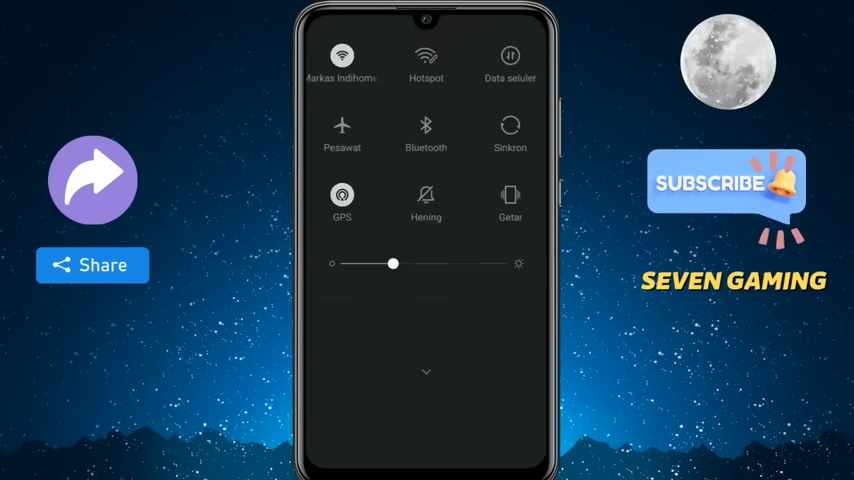 Markas Indihome
Hotspot
Data seluler
Pesawat
Bluetooth
Sinkron
GPS
Hening
Getar
Share
SUBSCRIBE
SEVEN GAMING